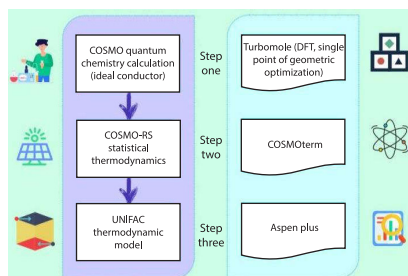 COSMO quantum
chemistry calculation
(ideal conductor)
Step
one
Turbomole (DFT, single
point of geometric
optimization)
COSMO-RS
statistical
thermodynamics
Step
two
COSMOterm
UNIFAC
thermodynamic
model
Step
three
Aspen plus